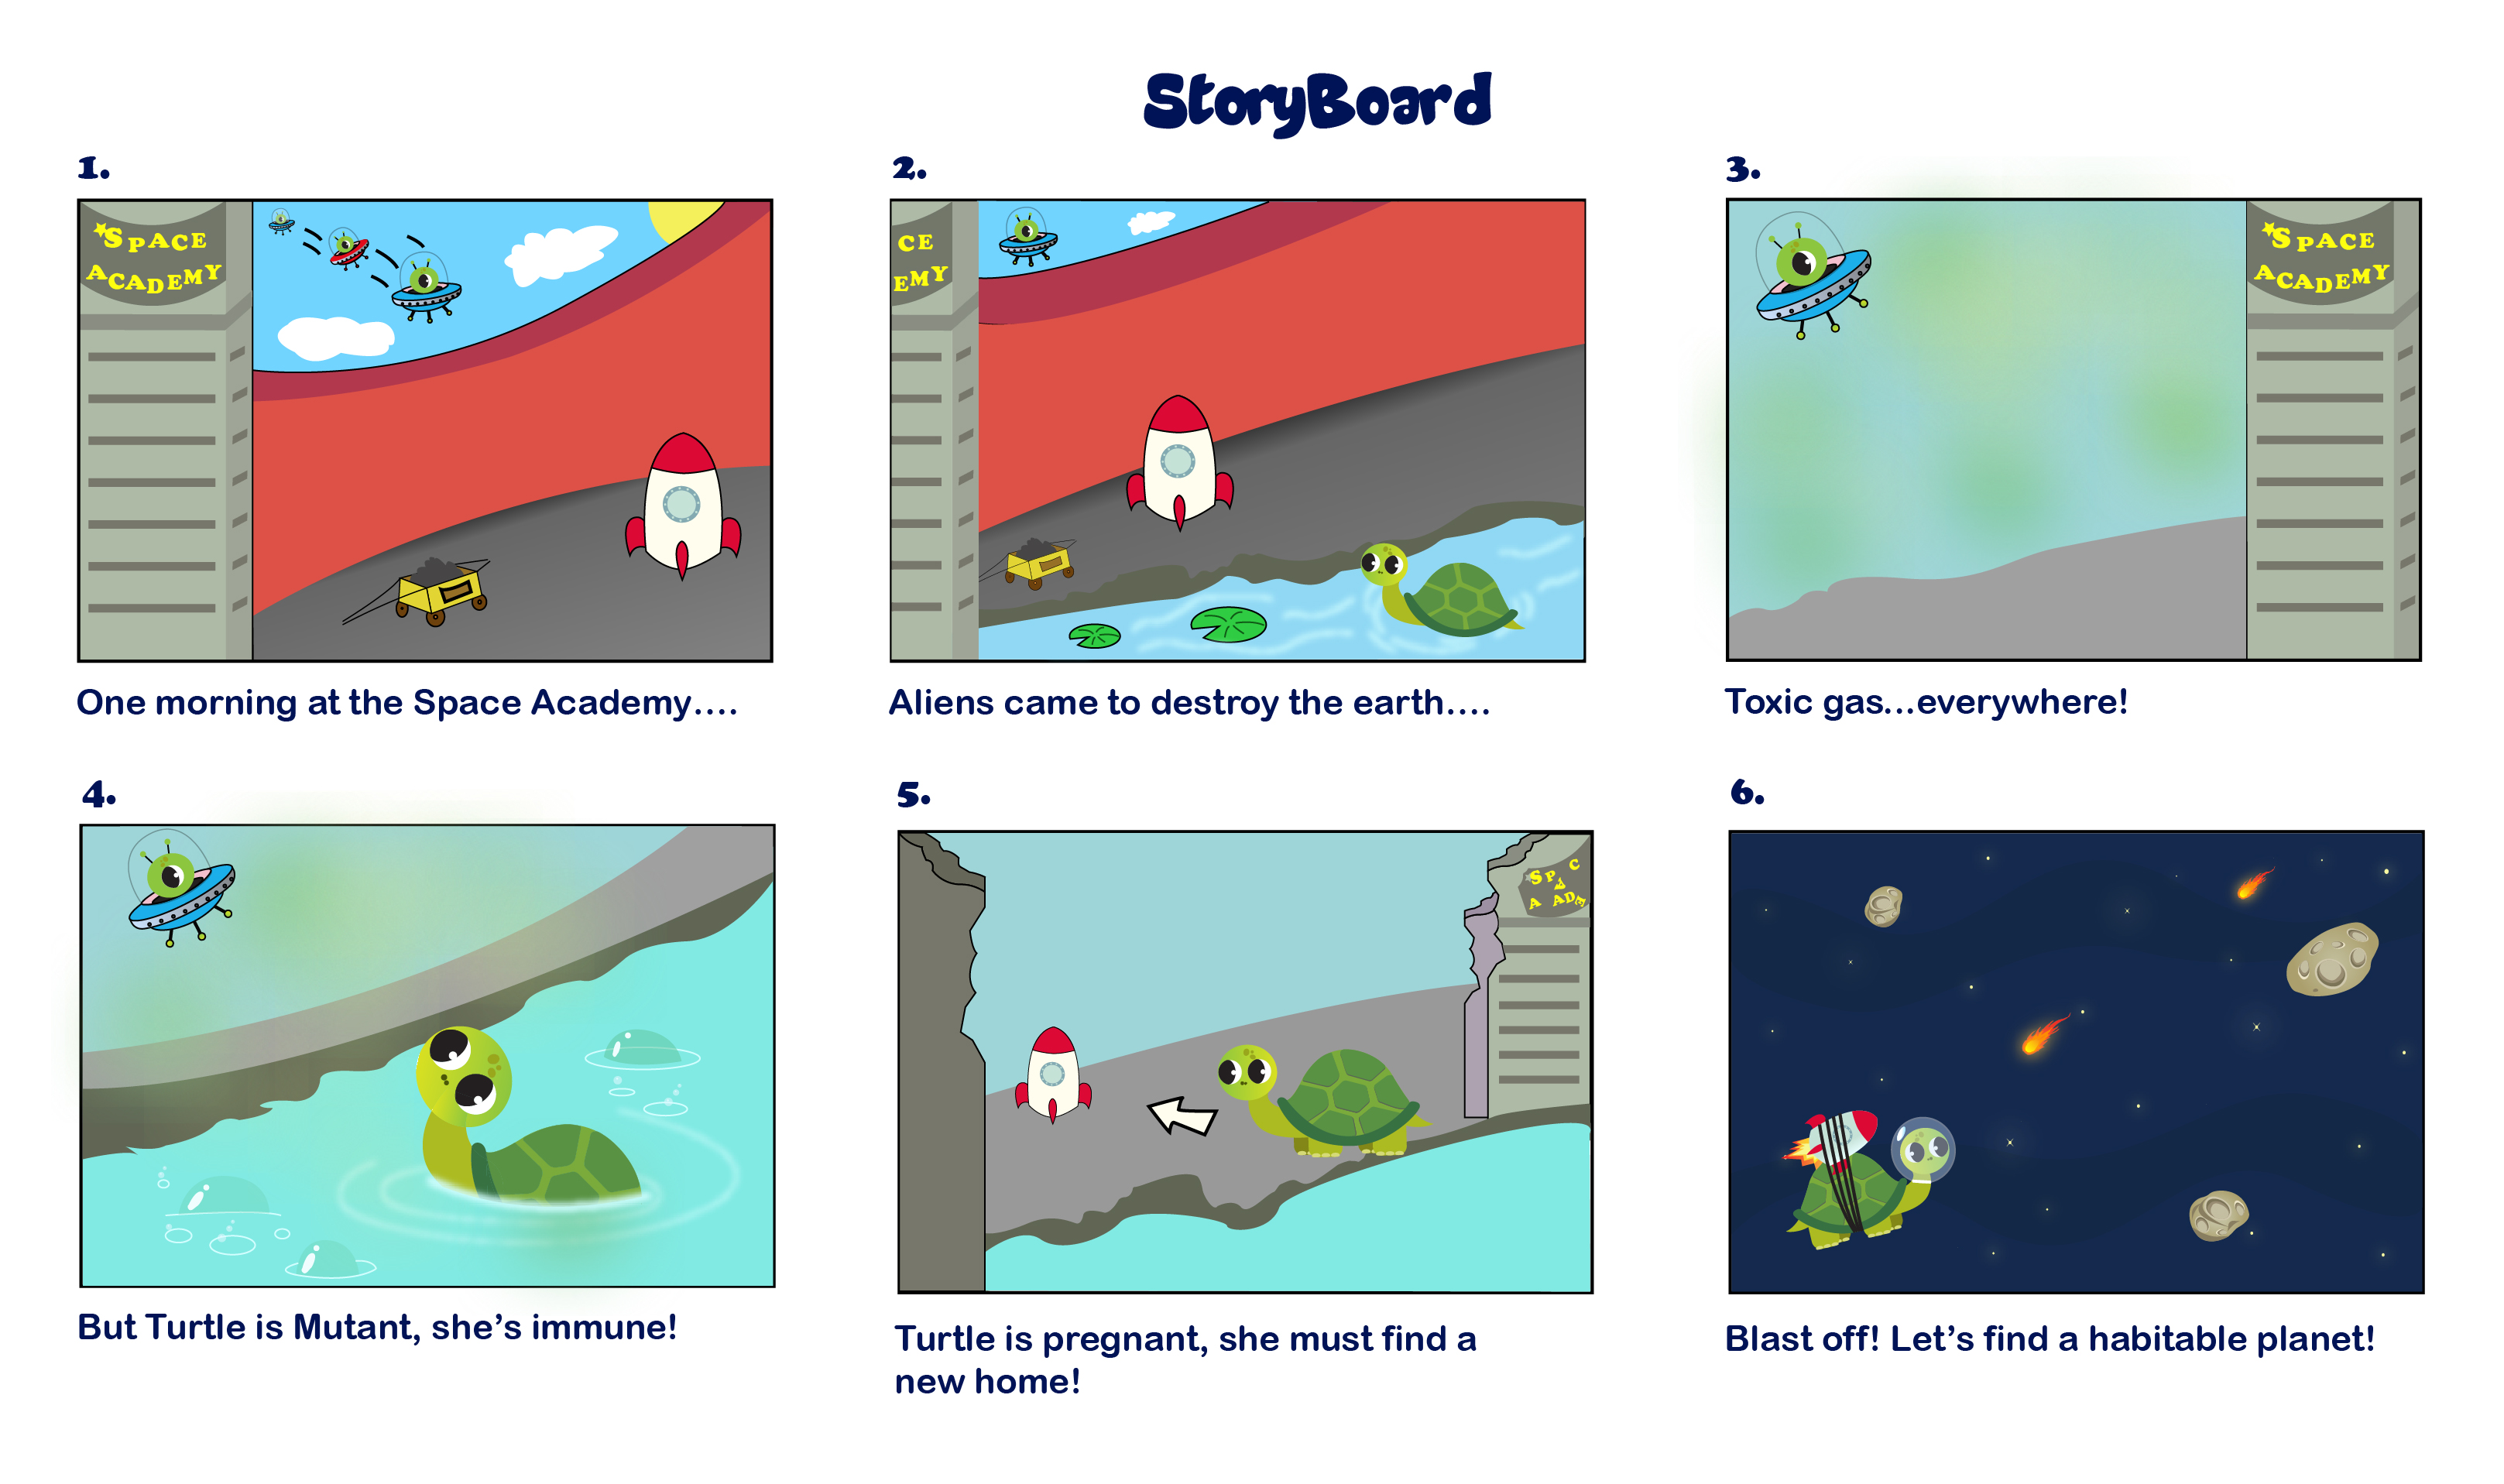 StoryBoard
1.
SPACE
ACADEMY
One morning at the Space Academy....
2.
CE
EMY
Aliens came to destroy the earth....
3.
SPACE
ACADEMY
Toxic gas...everywhere!
4.
But Turtle is Mutant, she's immune!
5.
SP C
A
A ADE
Turtle is pregnant, she must find a
new home!
6.
Blast off! Let's find a habitable planet!